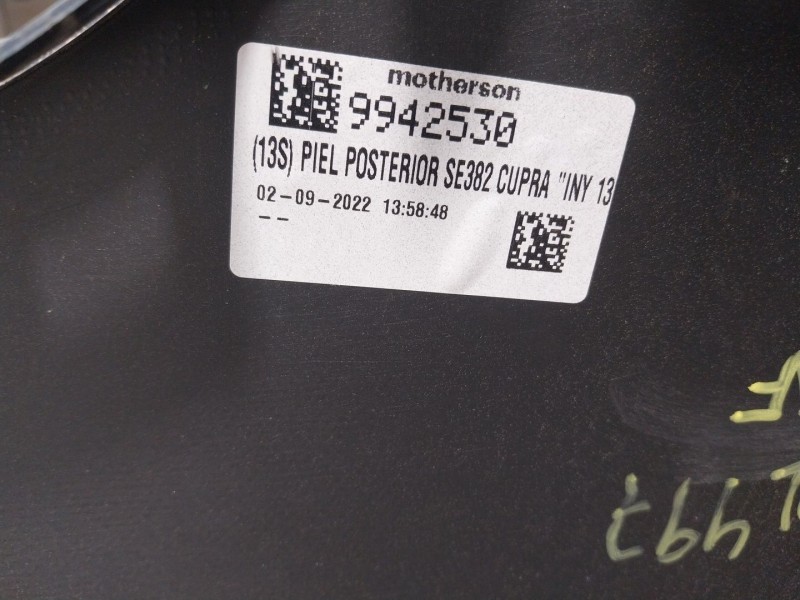 motherson
9942530
(13S) PIEL POSTERIOR SE382 CUPRA "INY 13
02-09-2022 13:58:48
--